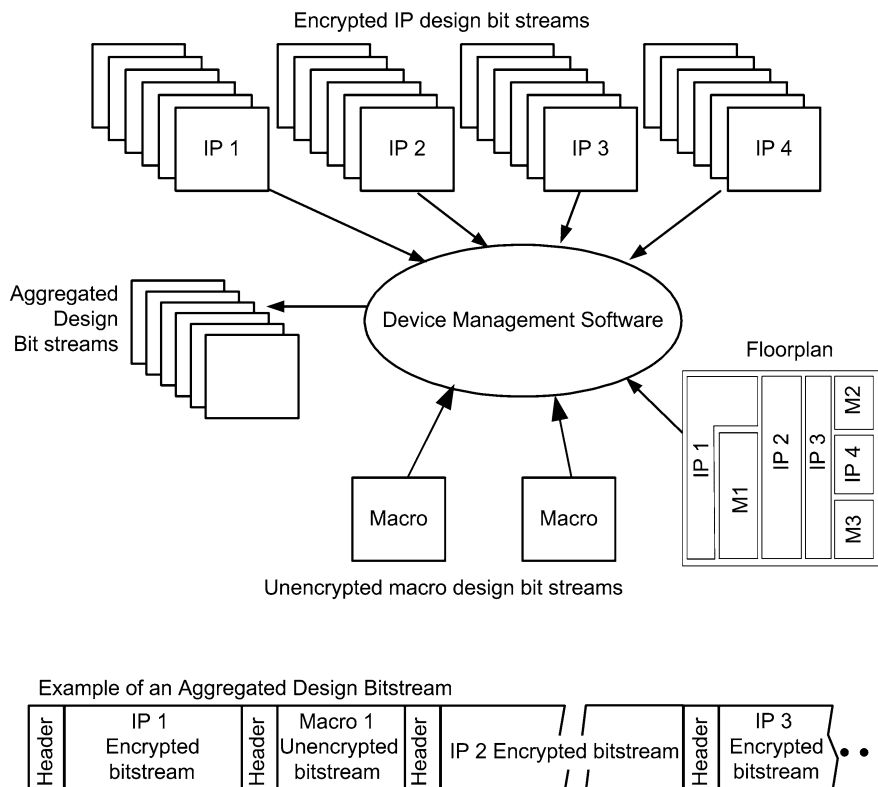 Encrypted IP design bit streams
IP 1
IP 2
IP 3
IP 4
Aggregated
Design
Bit streams
Device Management Software
Floorplan
IP 1
M1
IP 2
IP 3
M2
IP 4
M3
Macro
Macro
Unencrypted macro design bit streams
Example of an Aggregated Design Bitstream
Header
IP 1
Encrypted
bitstream
Header
Macro 1
Unencrypted
bitstream
Header
IP 2 Encrypted bitstream
Header
IP 3
Encrypted
bitstream